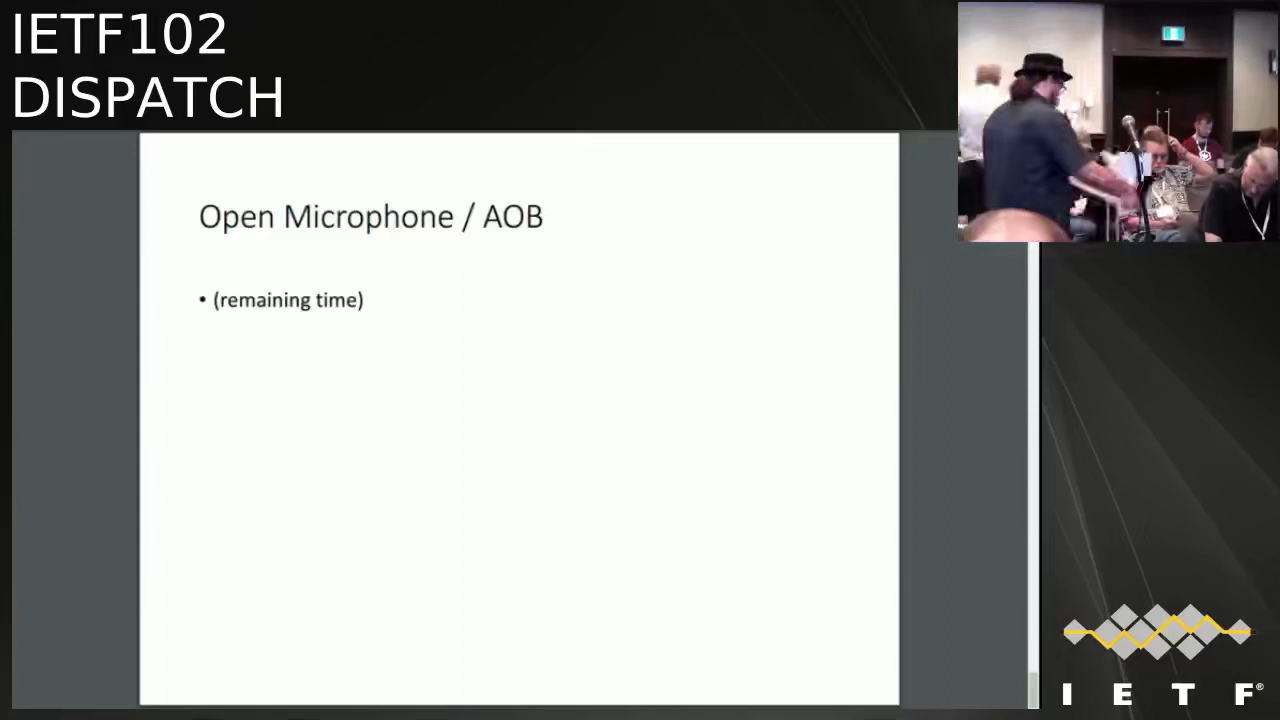 IETF102
DISPATCH
Open Microphone / AOB
• (remaining time)
I E T F®